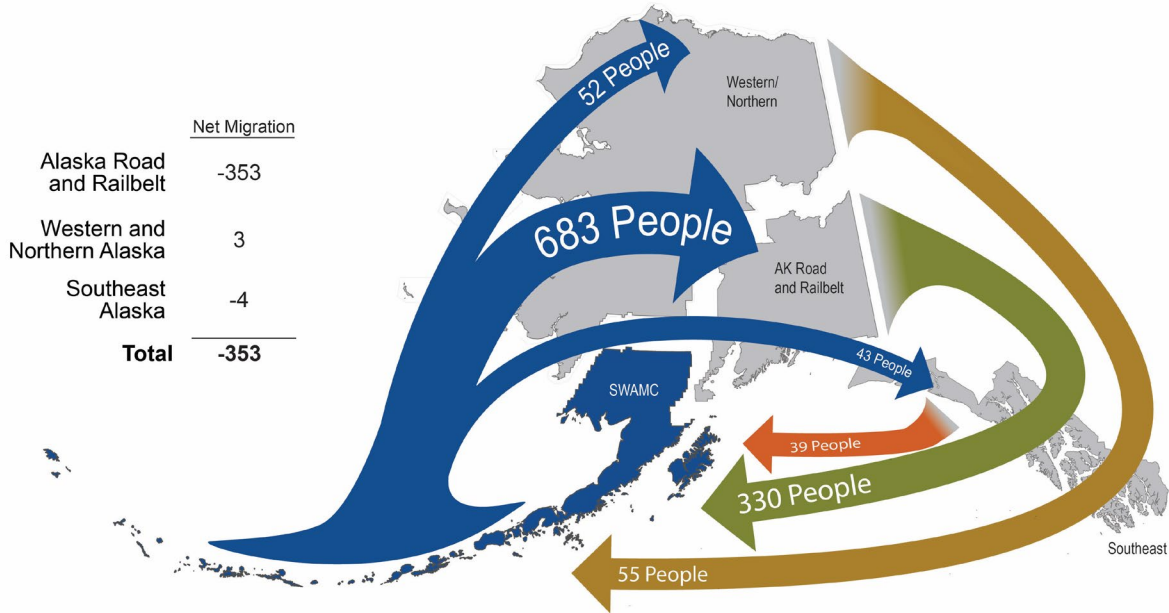 52 People
Western/
Northern
Net Migration
Alaska Road
and Railbelt
-353
683 People
Western and
Northern Alaska
3
AK Road
and Railbelt
Southeast
Alaska
-4
Total
-353
43 People
SWAMC
39 People
330 People
Southeast
55 People